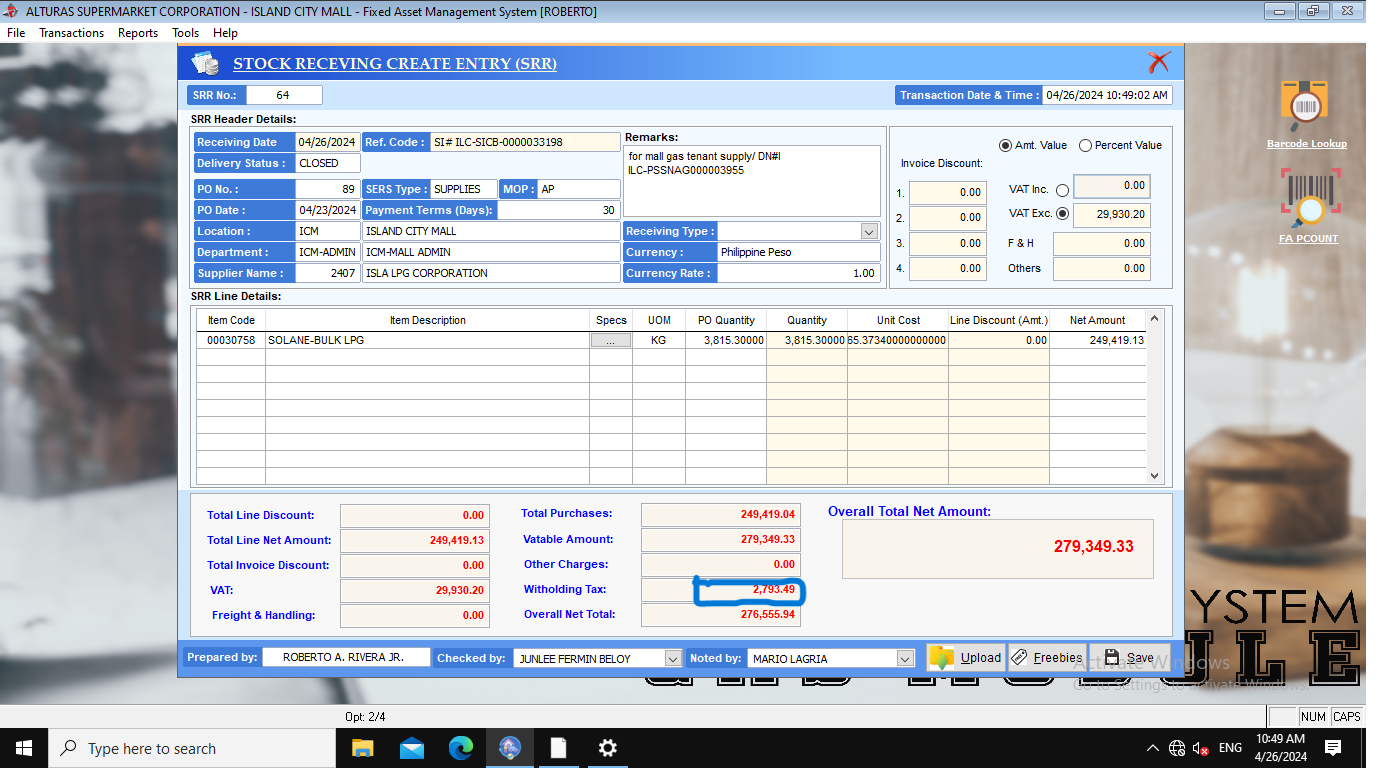 ALTURAS SUPERMARKET CORPORATION - ISLAND CITY MALL - Fixed Asset Management System [ROBERTO]
File Transactions Reports Tools Help
STOCK RECEVING CREATE ENTRY (SRR)
SRR No.: 64
Transaction Date & Time : 04/26/2024 10:49:02 AM
SRR Header Details:
Receiving Date 04/26/2024 Ref. Code : SI# ILC-SICB-0000033198
Delivery Status : CLOSED
PO No. : 89 SERS Type : SUPPLIES MOP : AP
PO Date : 04/23/2024 Payment Terms (Days): 30
Location : ICM ISLAND CITY MALL
Department : ICM-ADMIN ICM-MALL ADMIN
Supplier Name : 2407 ISLA LPG CORPORATION
Remarks:
for mall gas tenant supply/ DN#I
ILC-PSSNAG000003955
Receiving Type :
Currency : Philippine Peso
Currency Rate : 1.00
Amt. Value Percent Value
Invoice Discount:
1. 0.00
2. 0.00
3. 0.00
4. 0.00
VAT Inc. 0.00
VAT Exc. 29,930.20
F & H 0.00
Others 0.00
Barcode Lookup
FA PCOUNT
SRR Line Details:
Item Code Item Description Specs UOM PO Quantity Quantity Unit Cost Line Discount (Amt.) Net Amount
00030758 SOLANE-BULK LPG ... KG 3,815.30000 3,815.30000 65.37340000000000 0.00 249,419.13
Total Line Discount: 0.00
Total Line Net Amount: 249,419.13
Total Invoice Discount: 0.00
VAT: 29,930.20
Freight & Handling: 0.00
Total Purchases: 249,419.04
Vatable Amount: 279,349.33
Other Charges: 0.00
Witholding Tax: 2,793.49
Overall Net Total: 276,555.94
Overall Total Net Amount:
279,349.33
YSTEM
ULE
Prepared by: ROBERTO A. RIVERA JR. Checked by: JUNLEE FERMIN BELOY Noted by: MARIO LAGRIA Upload Freebies Save
Activate Windows
Go to Settings to activate Windows.
Opt: 2/4
NUM CAPS
Type here to search
ENG
10:49 AM
4/26/2024